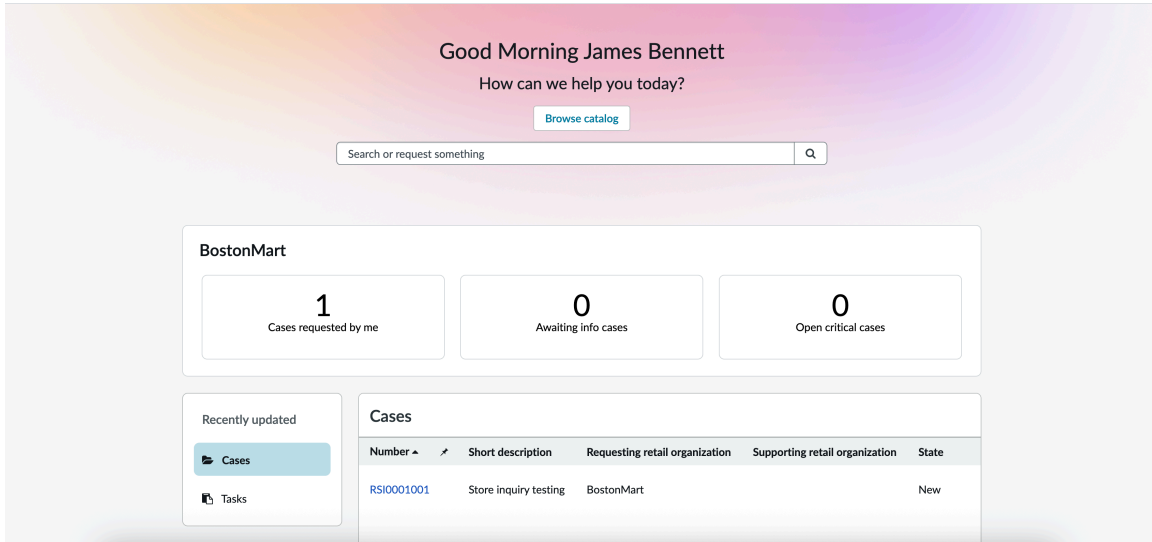 Good Morning James Bennett
How can we help you today?
Browse catalog
Search or request something
BostonMart
1
Cases requested by me
0
Awaiting info cases
0
Open critical cases
Recently updated
Cases
Tasks
Cases
Number Short description Requesting retail organization Supporting retail organization State
RSI0001001 Store inquiry testing BostonMart New